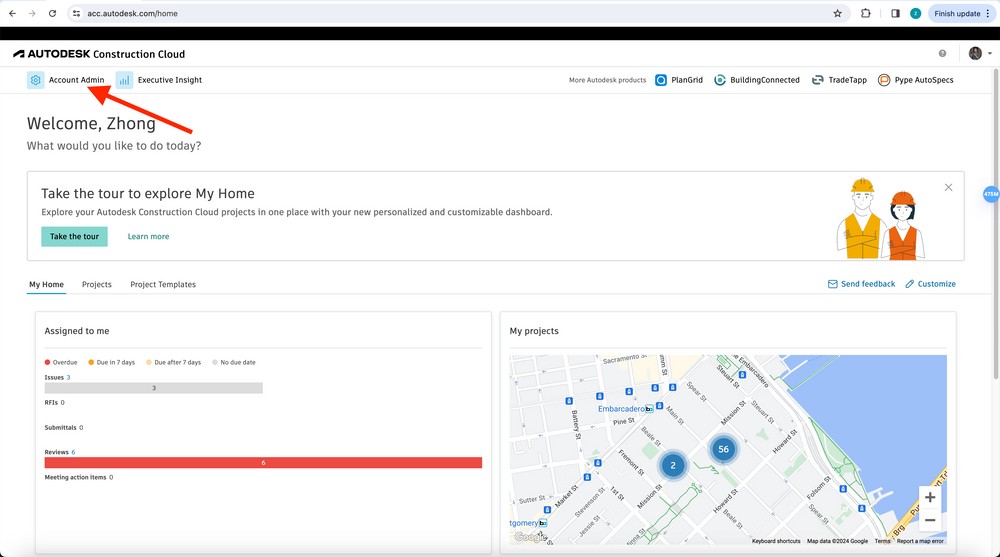 acc.autodesk.com/home
Z
Finish update
AUTODESK Construction Cloud
Account Admin
Executive Insight
More Autodesk products
PlanGrid
BuildingConnected
TradeTapp
Pype AutoSpecs
Welcome, Zhong
What would you like to do today?
475M
Take the tour to explore My Home
Explore your Autodesk Construction Cloud projects in one place with your new personalized and customizable dashboard.
Take the tour
Learn more
My Home
Projects
Project Templates
Send feedback
Customize
Assigned to me
Overdue
Due in 7 days
Due after 7 days
No due date
Issues 3
3
RFIs 0
Submittals 0
Reviews 6
6
Meeting action items 0
My projects
Sacramento St
Embarcadero
Steuart St
Spear St
Steuart St
Embarcadero
Main St
Mission St
Battery St
Pine St
Beale St
Howard St
Fremont St
56
2
1st St
Mission St
Howard St
Folsom St
Sutter St
Market St
tgomery
Brg
Google
+
−
Keyboard shortcuts
Map data ©2024 Google
Terms
Report a map error